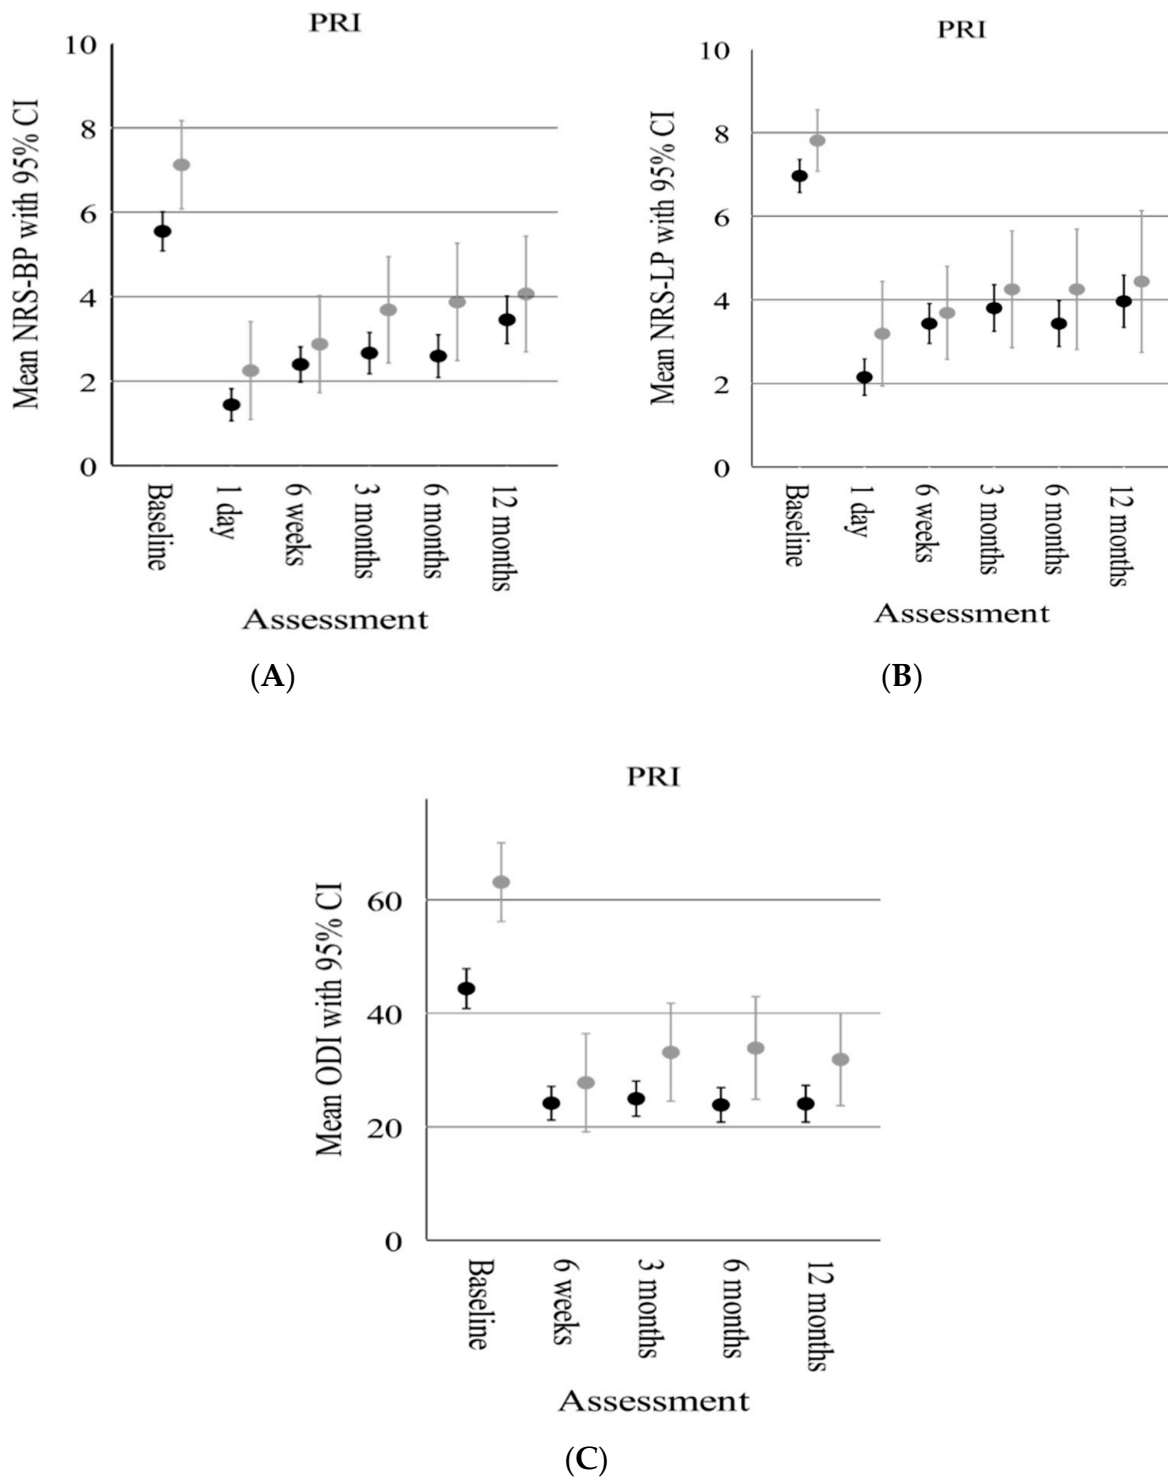 PRI
Mean NRS-BP with 95% CI
10
8
6
4
2
0
Baseline
1 day
6 weeks
3 months
6 months
12 months
Assessment
(A)
PRI
Mean NRS-LP with 95% CI
10
8
6
4
2
0
Baseline
1 day
6 weeks
3 months
6 months
12 months
Assessment
(B)
PRI
Mean ODI with 95% CI
60
40
20
0
Baseline
6 weeks
3 months
6 months
12 months
Assessment
(C)